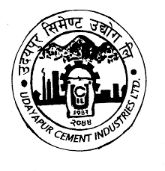 उदयपुर सिमेण्ट उद्योग लि
UDAYAPUR CEMENT INDUSTRIES LTD.
1987
२०४४